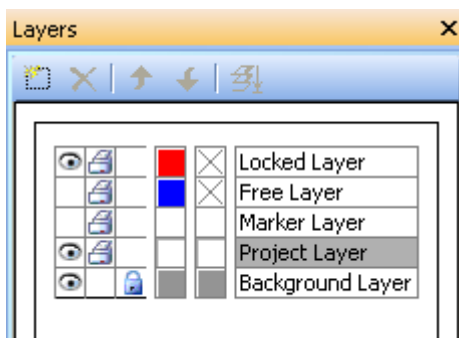 Layers
Locked Layer
Free Layer
Marker Layer
Project Layer
Background Layer